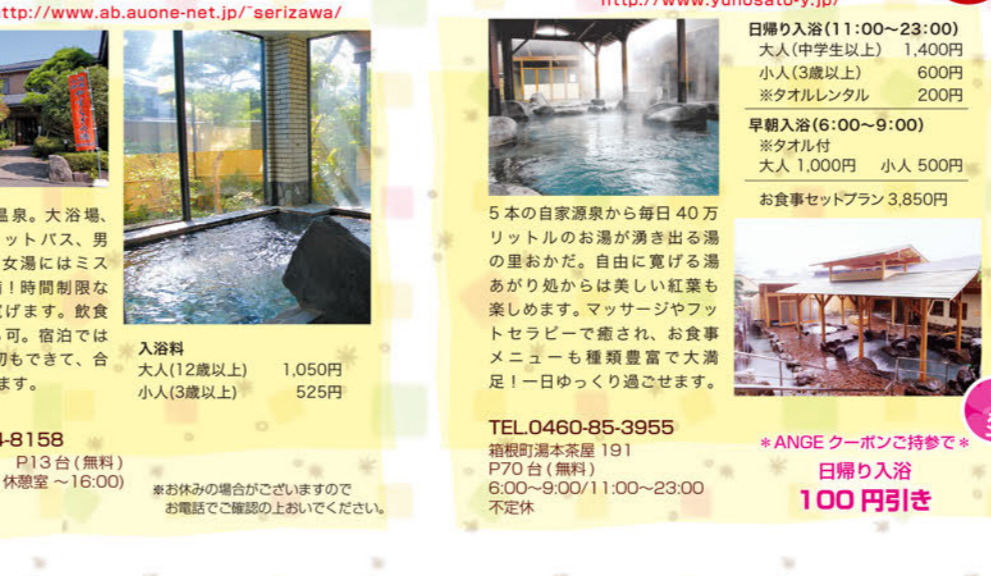 http://www.ab.auone-net.jp/~serizawa/
温泉。大浴場、
ットバス、男
女湯にはミス
！時間制限な
げます。飲食
可。宿泊では
切もできて、合
ます。
入浴料
大人(12歳以上) 1,050円
小人(3歳以上) 525円
4-8158
P13台(無料)
休憩室 〜16:00)
※お休みの場合がございますので
お電話でご確認の上おいでください。
http://www.yunosato-y.jp/
日帰り入浴(11:00〜23:00)
大人(中学生以上) 1,400円
小人(3歳以上) 600円
※タオルレンタル 200円
早朝入浴(6:00〜9:00)
※タオル付
大人 1,000円 小人 500円
お食事セットプラン 3,850円
5本の自家源泉から毎日40万
リットルのお湯が湧き出る湯
の里おかだ。自由に寛げる湯
あがり処からは美しい紅葉も
楽しめます。マッサージやフッ
トセラピーで癒され、お食事
メニューも種類豊富で大満
足！一日ゆっくり過ごせます。
TEL.0460-85-3955
箱根町湯本茶屋 191
P70台(無料)
6:00〜9:00/11:00〜23:00
不定休
＊ANGE クーポンご持参で＊
日帰り入浴
100円引き